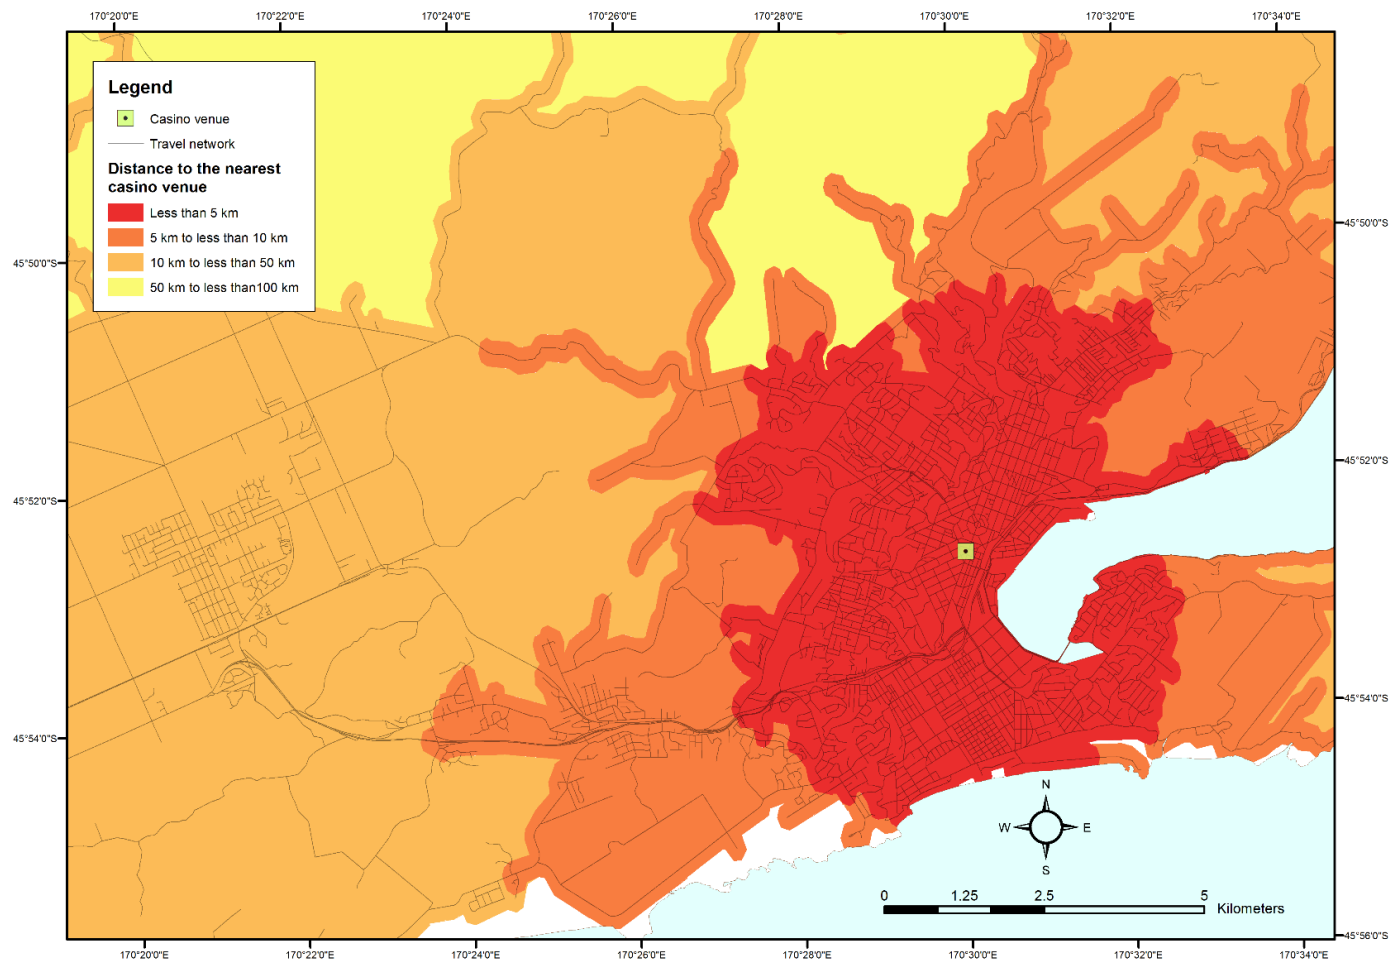 170°20'0"E 170°22'0"E 170°24'0"E 170°26'0"E 170°28'0"E 170°30'0"E 170°32'0"E 170°34'0"E
Legend
Casino venue
Travel network
Distance to the nearest
casino venue
Less than 5 km
5 km to less than 10 km
10 km to less than 50 km
50 km to less than100 km
45°50'0"S
45°50'0"S
45°52'0"S
45°52'0"S
45°54'0"S
45°54'0"S
N
W E
S
0 1.25 2.5 5
Kilometers
45°56'0"S
170°20'0"E 170°22'0"E 170°24'0"E 170°26'0"E 170°28'0"E 170°30'0"E 170°32'0"E 170°34'0"E